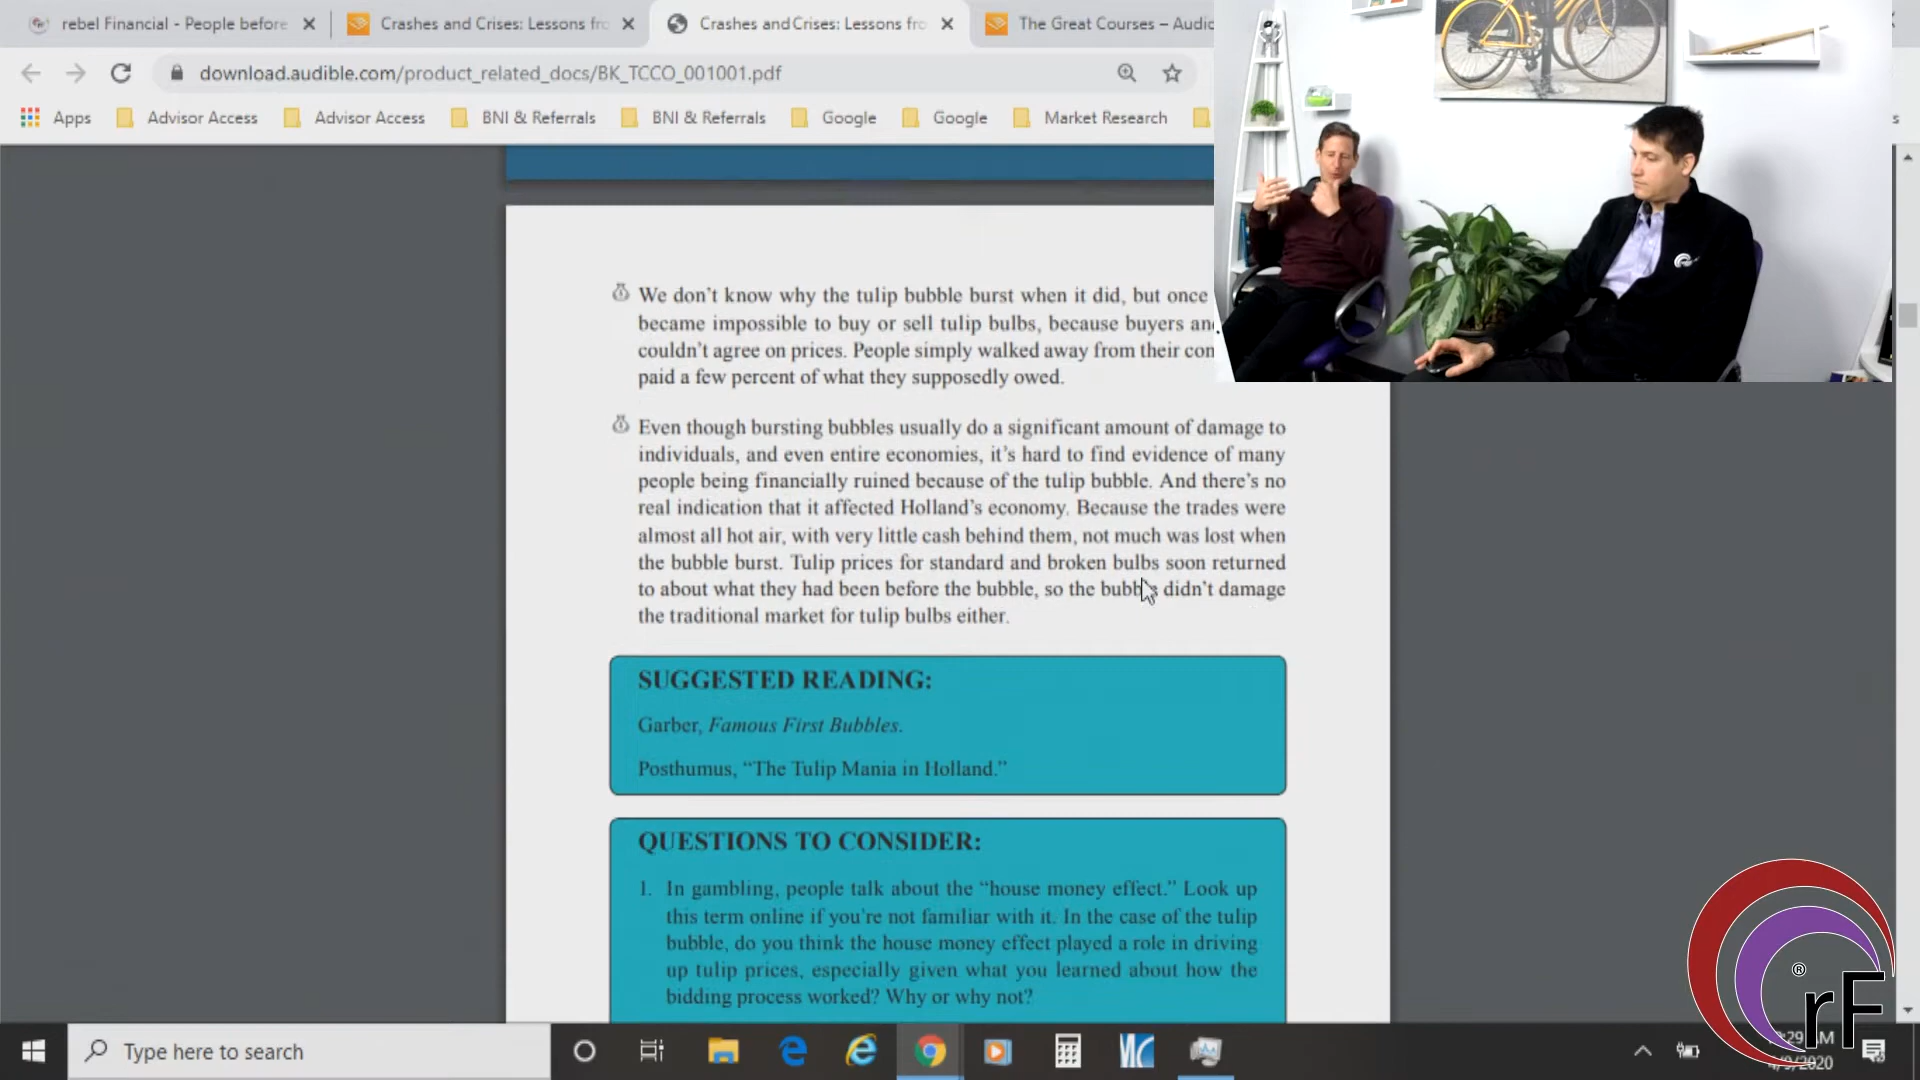 rebel Financial - People before
Crashes and Crises: Lessons fro
Crashes and Crises: Lessons fro
The Great Courses – Audio
download.audible.com/product_related_docs/BK_TCCO_001001.pdf
Apps
Advisor Access
Advisor Access
BNI & Referrals
BNI & Referrals
Google
Google
Market Research
s
We don't know why the tulip bubble burst when it did, but once
became impossible to buy or sell tulip bulbs, because buyers and
couldn't agree on prices. People simply walked away from their con
paid a few percent of what they supposedly owed.
Even though bursting bubbles usually do a significant amount of damage to
individuals, and even entire economies, it's hard to find evidence of many
people being financially ruined because of the tulip bubble. And there's no
real indication that it affected Holland's economy. Because the trades were
almost all hot air, with very little cash behind them, not much was lost when
the bubble burst. Tulip prices for standard and broken bulbs soon returned
to about what they had been before the bubble, so the bubble didn't damage
the traditional market for tulip bulbs either.
SUGGESTED READING:
Garber, Famous First Bubbles.
Posthumus, “The Tulip Mania in Holland.”
QUESTIONS TO CONSIDER:
1. In gambling, people talk about the “house money effect.” Look up
this term online if you're not familiar with it. In the case of the tulip
bubble, do you think the house money effect played a role in driving
up tulip prices, especially given what you learned about how the
bidding process worked? Why or why not?
® rF
Type here to search
:29 AM
/9/2020